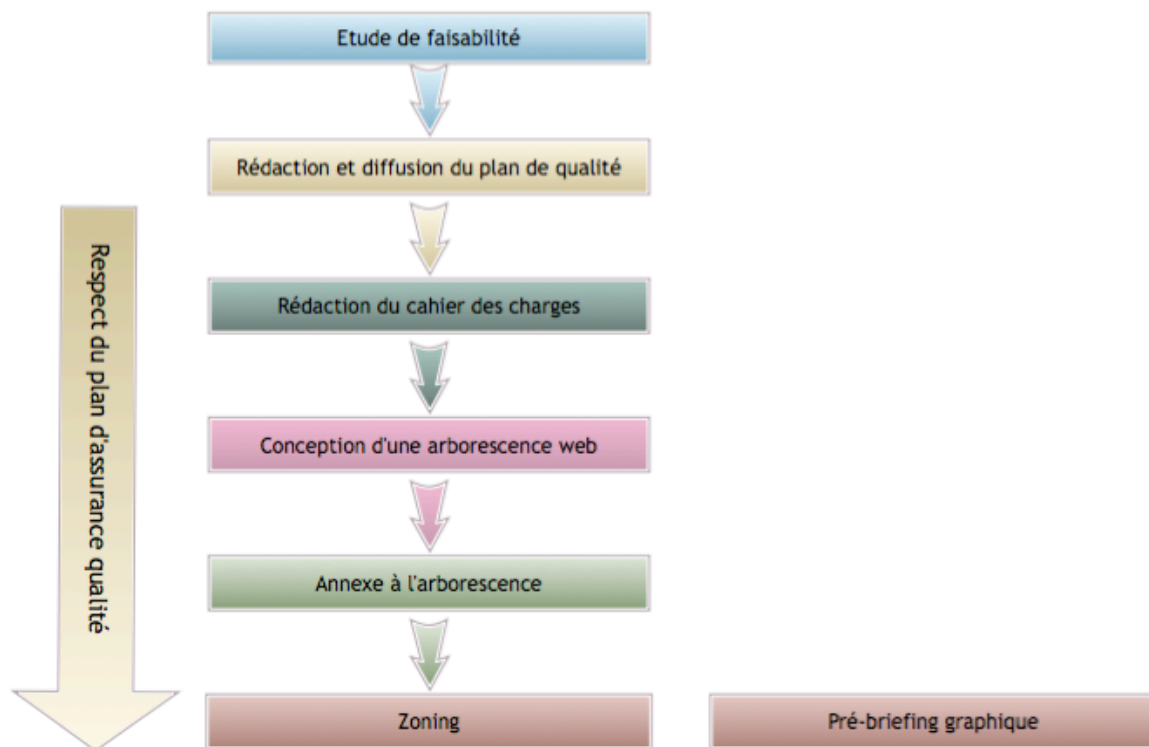 Etude de faisabilité
Rédaction et diffusion du plan de qualité
Respect du plan d'assurance qualité
Rédaction du cahier des charges
Conception d'une arborescence web
Annexe à l'arborescence
Zoning
Pré-briefing graphique